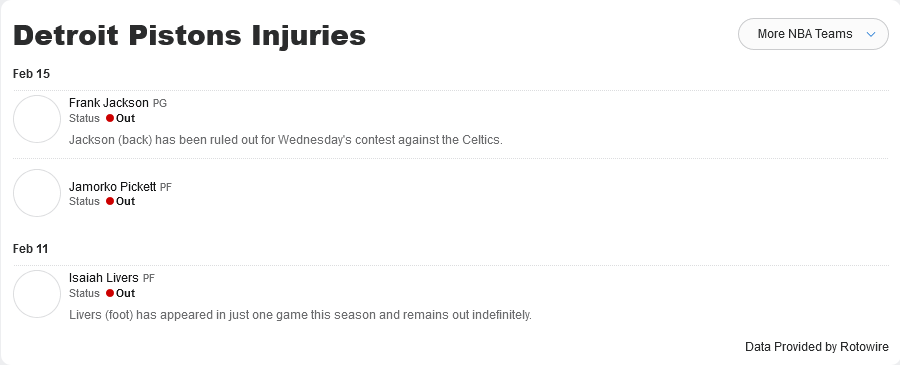 Detroit Pistons Injuries
More NBA Teams
Feb 15
Frank Jackson PG
Status Out
Jackson (back) has been ruled out for Wednesday's contest against the Celtics.
Jamorko Pickett PF
Status Out
Feb 11
Isaiah Livers PF
Status Out
Livers (foot) has appeared in just one game this season and remains out indefinitely.
Data Provided by Rotowire